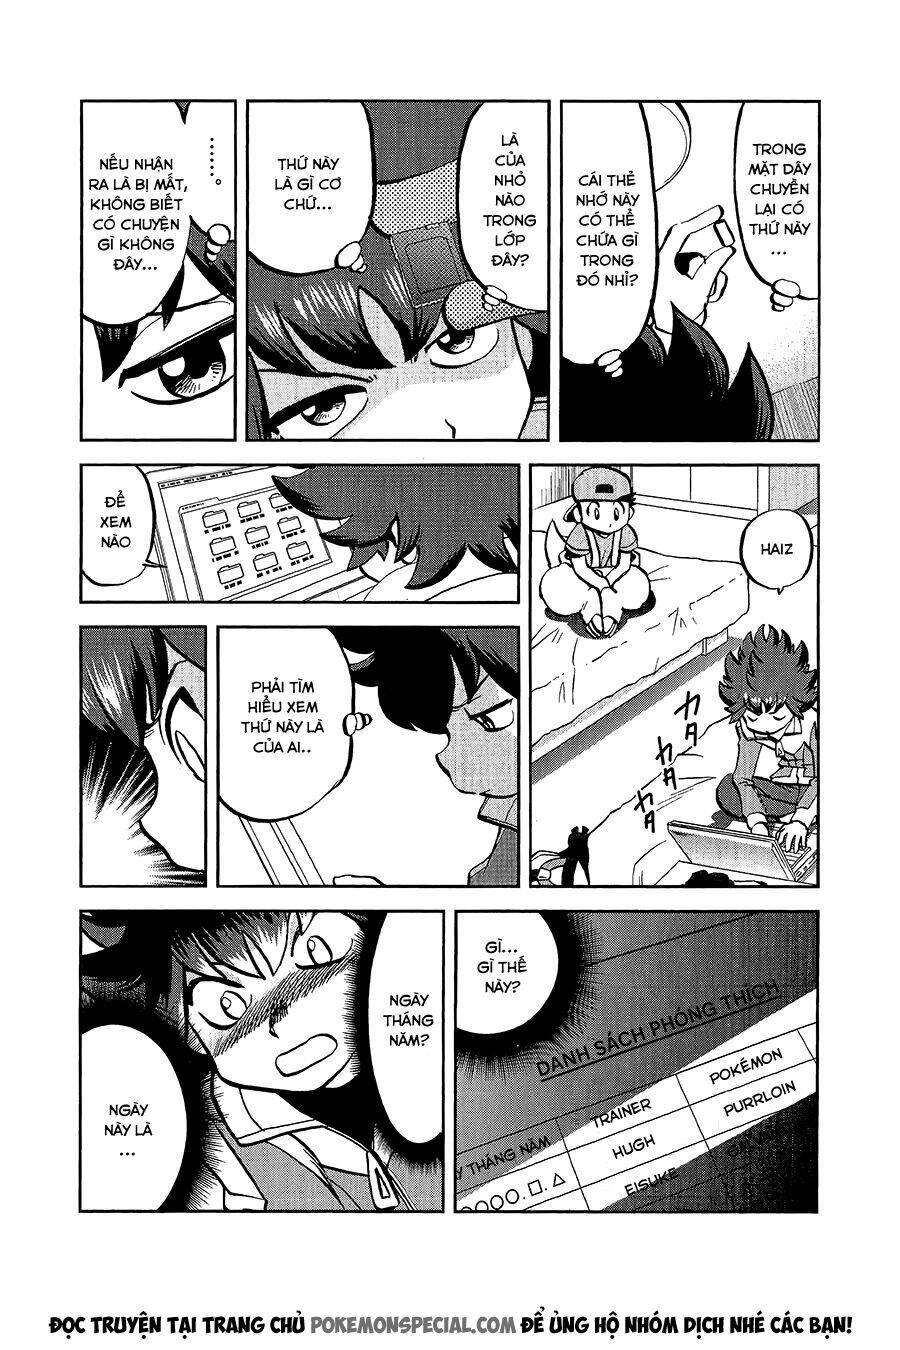 TRONG
MẶT DÂY
CHUYỀN
LẠI CÓ
THỨ NÀY
...
CÁI THẺ
NHỚ NÀY
CÓ THỂ
CHỨA GÌ
TRONG
ĐÓ NHỈ?
LÀ
CỦA
NHỎ
NÀO
TRONG
LỚP
ĐÂY?
THỨ NÀY
LÀ GÌ CƠ
CHỨ...
......
NẾU NHẬN
RA LÀ BỊ MẤT,
KHÔNG BIẾT
CÓ CHUYỆN
GÌ KHÔNG
ĐÂY...
HAIZ
カタ
カタ
カタ
ĐỂ
XEM
NÀO
PHẢI TÌM
HIỂU XEM
THỨ NÀY LÀ
CỦA AI..
GÌ...
GÌ THẾ
NÀY?
DANH SÁCH PHÓNG THÍCH
Y THÁNG NĂM TRAINER POKÉMON
OOOO.□.△ HUGH PURRLOIN
EISUKE
NGÀY
THÁNG
NĂM?
NGÀY
NÀY LÀ
...
ĐỌC TRUYỆN TẠI TRANG CHỦ POKEMONSPECIAL.COM ĐỂ ỦNG HỘ NHÓM DỊCH NHÉ CÁC BẠN!